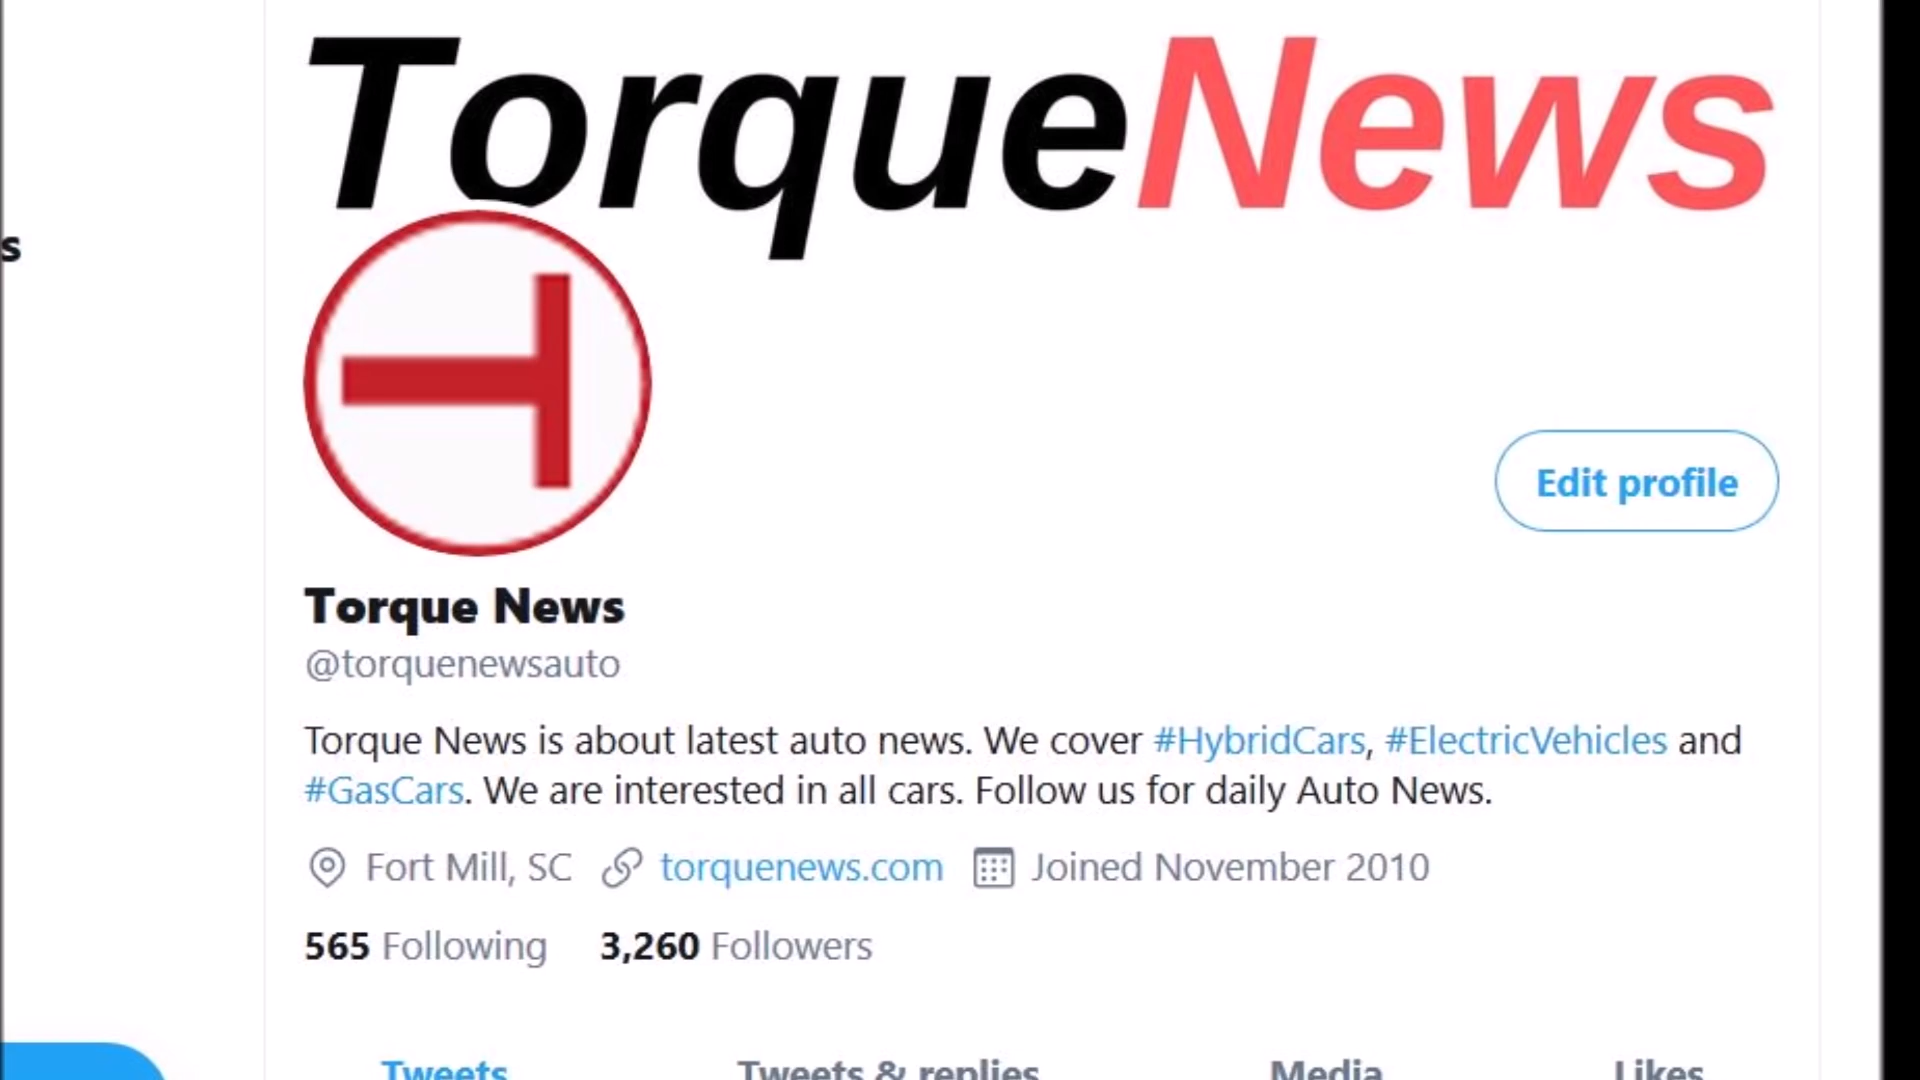 TorqueNews
s
T
Edit profile
Torque News
@torquenewsauto
Torque News is about latest auto news. We cover #HybridCars, #ElectricVehicles and
#GasCars. We are interested in all cars. Follow us for daily Auto News.
Fort Mill, SC torquenews.com Joined November 2010
565 Following 3,260 Followers
Tweets Tweets & replies Media Likes